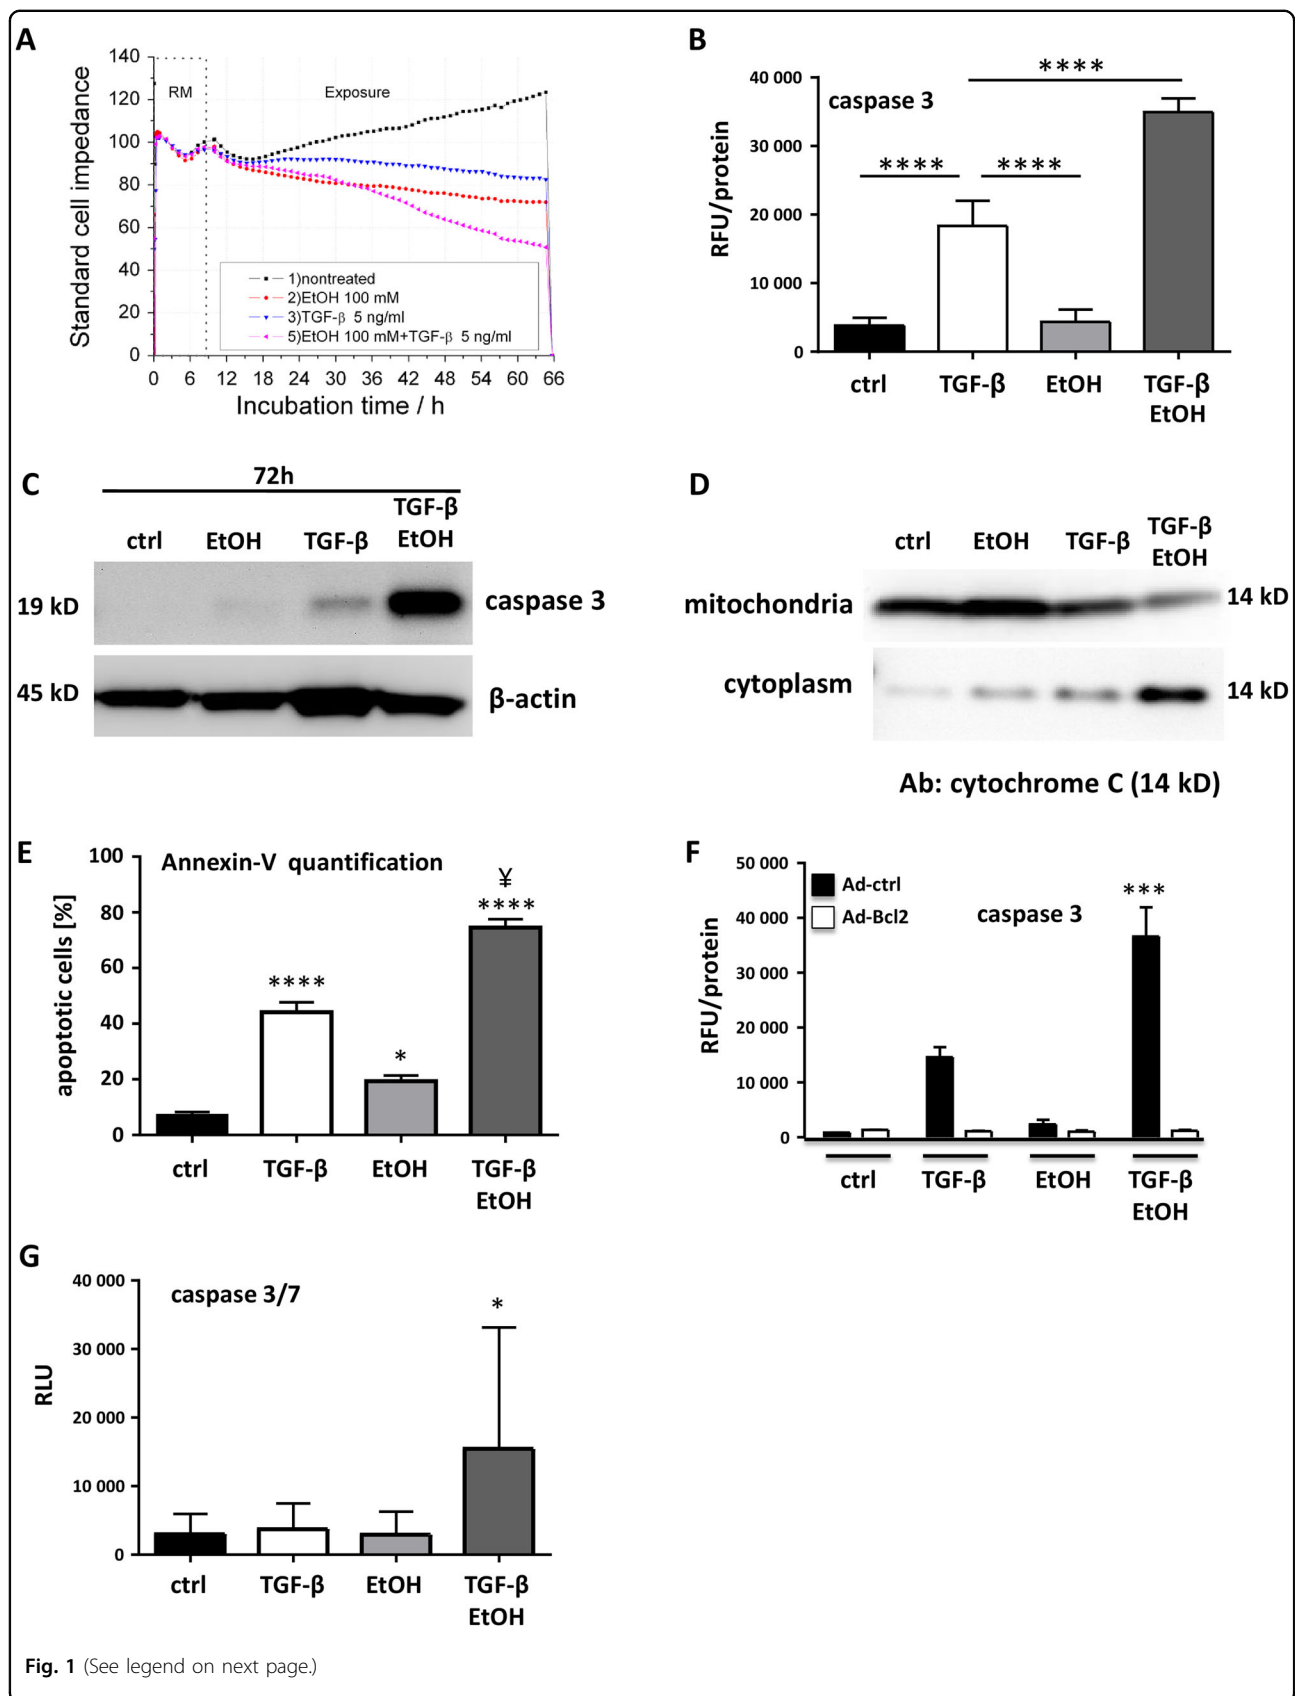 A
140
120
100
80
60
40
20
0
Standard cell impedance
RM
Exposure
1)nontreated
2)EtOH 100 mM
3)TGF-β 5 ng/ml
5)EtOH 100 mM+TGF-β 5 ng/ml
0 6 12 18 24 30 36 42 48 54 60 66
Incubation time / h
B
caspase 3
40 000
30 000
20 000
10 000
0
RFU/protein
****
**** ****
ctrl TGF-β EtOH TGF-β
EtOH
C
72h
ctrl EtOH TGF-β TGF-β
EtOH
19 kD caspase 3
45 kD β-actin
D
ctrl EtOH TGF-β TGF-β
EtOH
mitochondria 14 kD
cytoplasm 14 kD
Ab: cytochrome C (14 kD)
E
Annexin-V quantification
100
80
60
40
20
0
apoptotic cells [%]
****
*
¥
****
ctrl TGF-β EtOH TGF-β
EtOH
F
50 000
40 000
30 000
20 000
10 000
0
RFU/protein
Ad-ctrl
Ad-Bcl2
caspase 3
***
ctrl TGF-β EtOH TGF-β
EtOH
G
caspase 3/7
40 000
30 000
20 000
10 000
0
RLU
*
ctrl TGF-β EtOH TGF-β
EtOH
Fig. 1 (See legend on next page.)